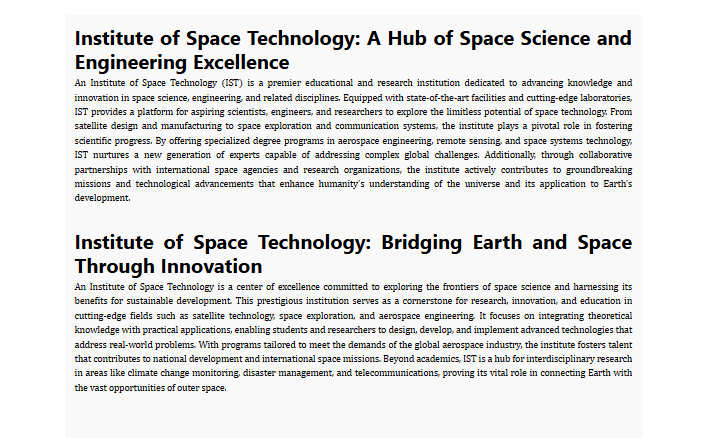 Institute of Space Technology: A Hub of Space Science and
Engineering Excellence
An Institute of Space Technology (IST) is a premier educational and research institution dedicated to advancing knowledge and
innovation in space science, engineering, and related disciplines. Equipped with state-of-the-art facilities and cutting-edge laboratories,
IST provides a platform for aspiring scientists, engineers, and researchers to explore the limitless potential of space technology. From
satellite design and manufacturing to space exploration and communication systems, the institute plays a pivotal role in fostering
scientific progress. By offering specialized degree programs in aerospace engineering, remote sensing, and space systems technology,
IST nurtures a new generation of experts capable of addressing complex global challenges. Additionally, through collaborative
partnerships with international space agencies and research organizations, the institute actively contributes to groundbreaking
missions and technological advancements that enhance humanity's understanding of the universe and its application to Earth's
development.
Institute of Space Technology: Bridging Earth and Space
Through Innovation
An Institute of Space Technology is a center of excellence committed to exploring the frontiers of space science and harnessing its
benefits for sustainable development. This prestigious institution serves as a cornerstone for research, innovation, and education in
cutting-edge fields such as satellite technology, space exploration, and aerospace engineering. It focuses on integrating theoretical
knowledge with practical applications, enabling students and researchers to design, develop, and implement advanced technologies that
address real-world problems. With programs tailored to meet the demands of the global aerospace industry, the institute fosters talent
that contributes to national development and international space missions. Beyond academics, IST is a hub for interdisciplinary research
in areas like climate change monitoring, disaster management, and telecommunications, proving its vital role in connecting Earth with
the vast opportunities of outer space.